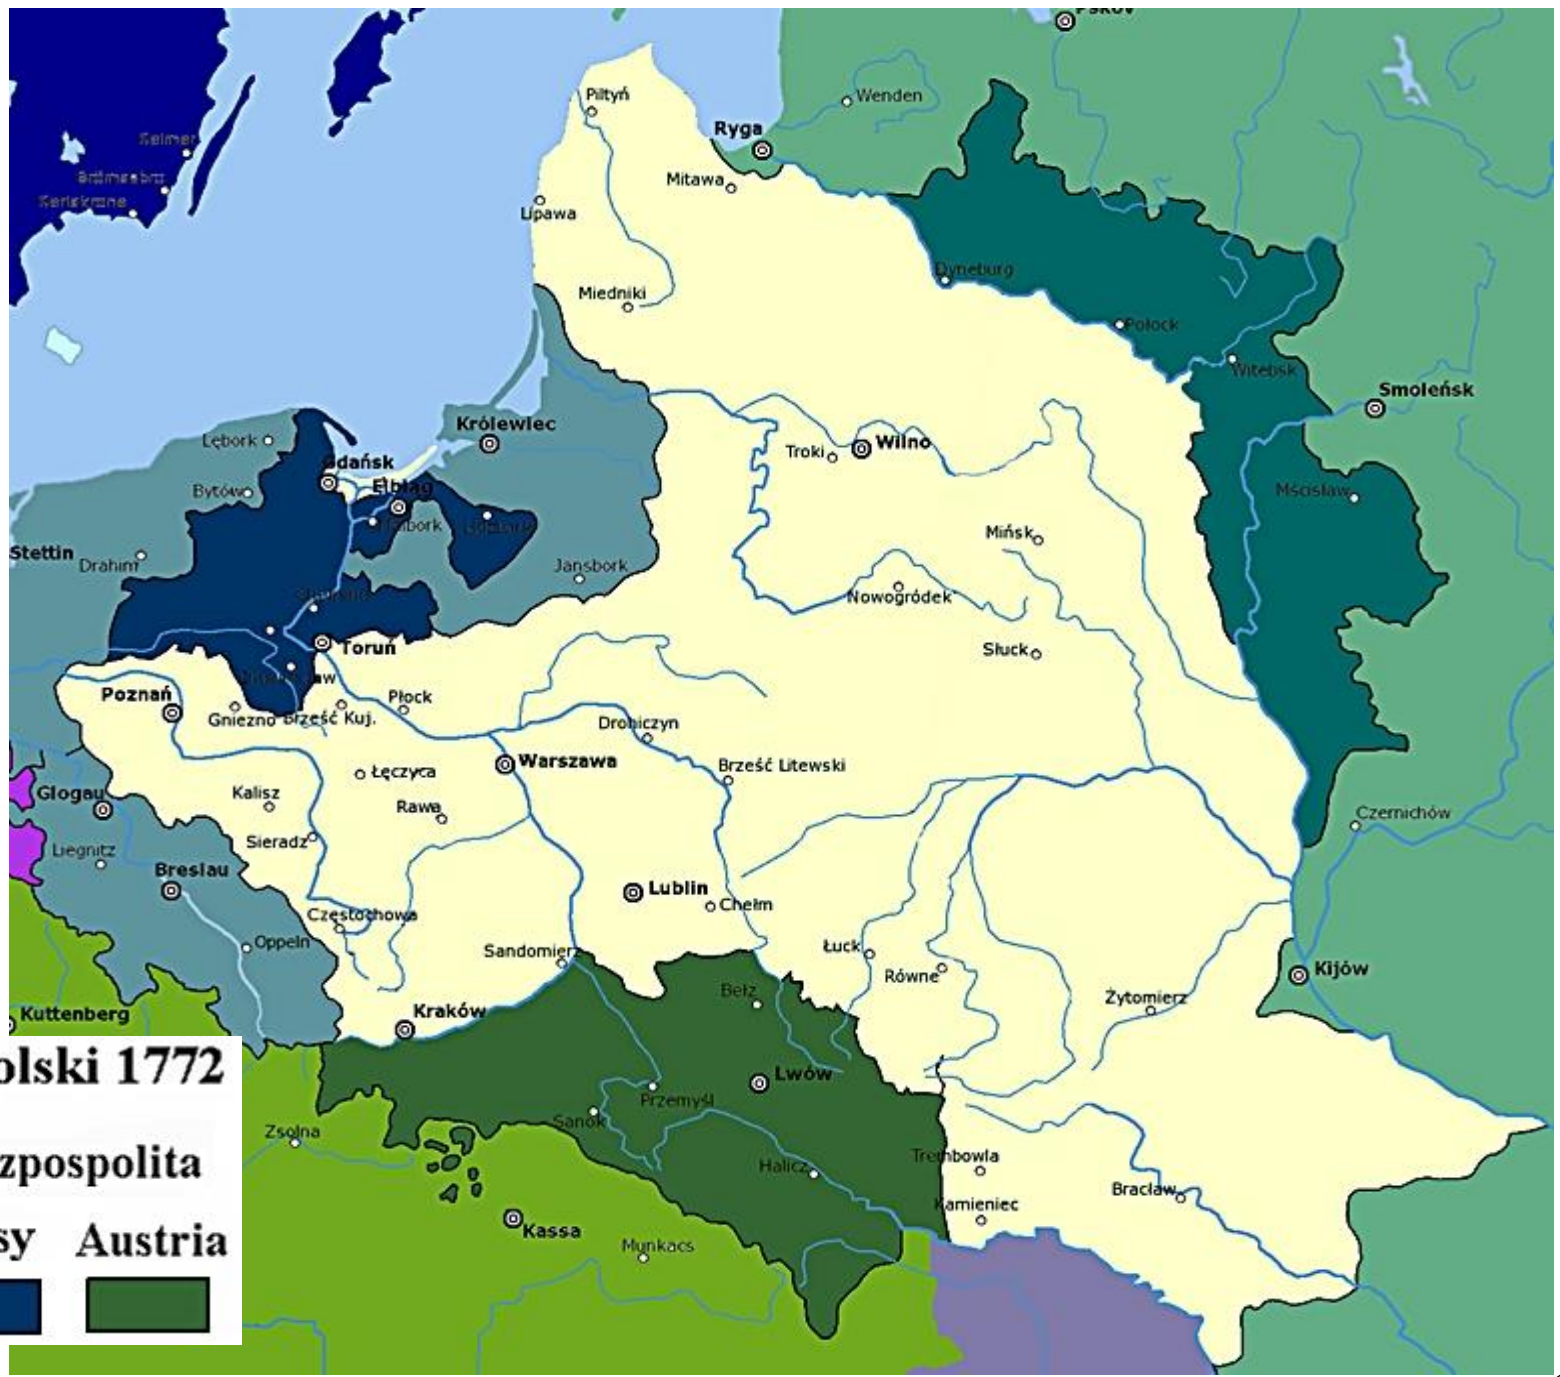 Pskov
Piltyń
Wenden
Ryga
Mitawa
Lipawa
Dyneburg
Miedniki
Połock
Witebsk
Smoleńsk
Królewiec
Lębork
Troki
Wilno
Gdańsk
Elbląg
Bytów
Mścisław
Mińsk
Stettin
Drahim
Jansbork
Nowogródek
Słuck
Toruń
Poznań
Płock
Gniezno
Brześć Kuj.
Drohiczyn
Warszawa
Brześć Litewski
Łęczyca
Glogau
Kalisz
Rawa
Czernichów
Sieradz
Liegnitz
Breslau
Lublin
Chełm
Częstochowa
Oppeln
Sandomierz
Łuck
Równe
Kijów
Bełz
Żytomierz
Kuttenberg
Kraków
olski 1772
Lwów
Przemyśl
Sanok
Zsolna
zpospolita
Halicz
Trembowla
Bracław
Kamieniec
sy Austria
Kassa
Munkacs